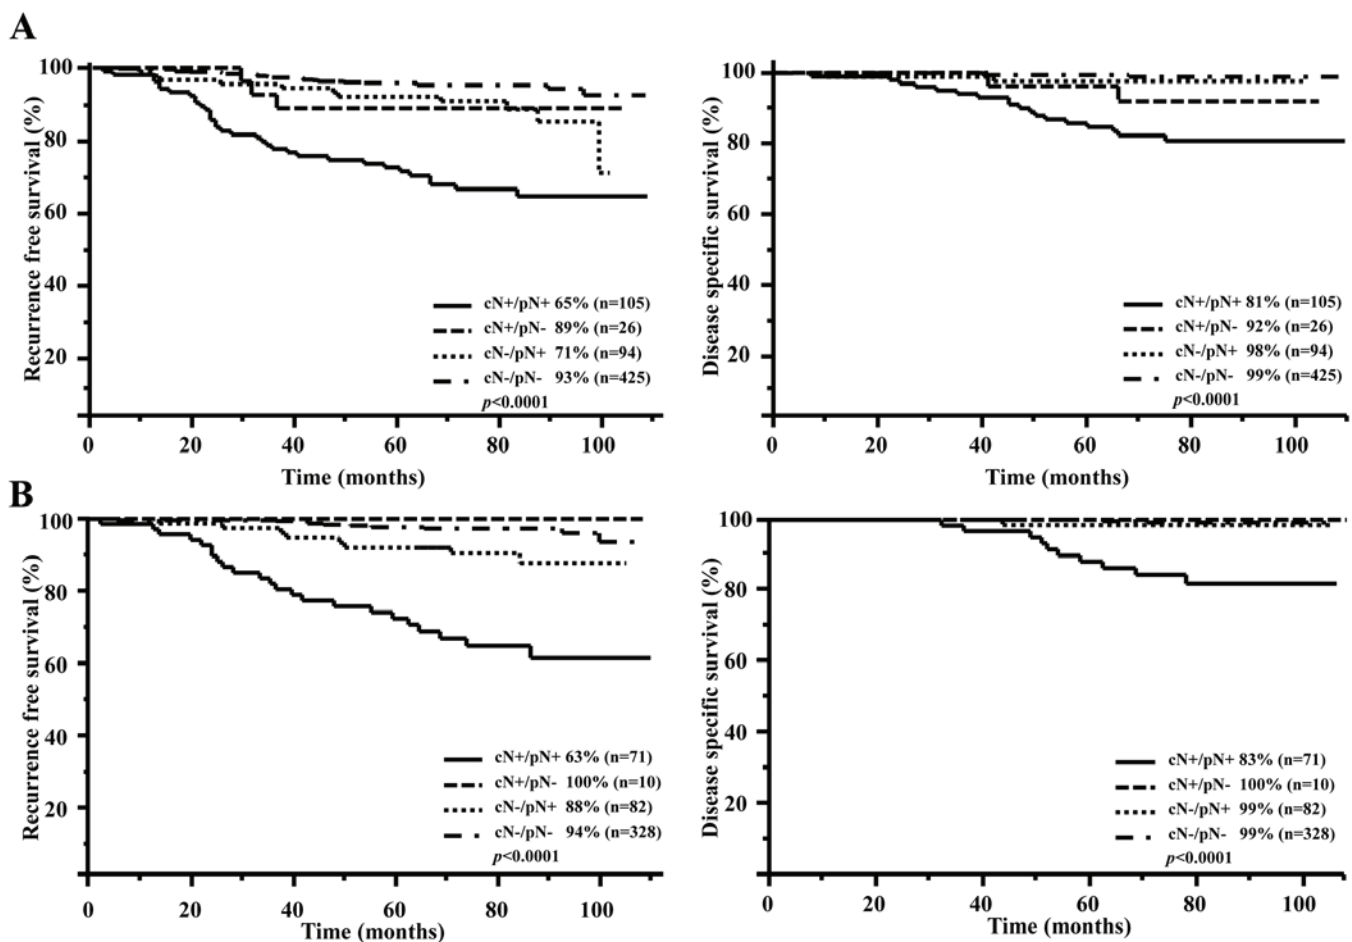 A
Recurrence free survival (%)
100
80
60
40
20
cN+/pN+ 65% (n=105)
cN+/pN- 89% (n=26)
cN-/pN+ 71% (n=94)
cN-/pN- 93% (n=425)
p<0.0001
0 20 40 60 80 100
Time (months)
Disease specific survival (%)
100
80
60
40
20
cN+/pN+ 81% (n=105)
cN+/pN- 92% (n=26)
cN-/pN+ 98% (n=94)
cN-/pN- 99% (n=425)
p<0.0001
0 20 40 60 80 100
Time (months)
B
Recurrence free survival (%)
100
80
60
40
20
cN+/pN+ 63% (n=71)
cN+/pN- 100% (n=10)
cN-/pN+ 88% (n=82)
cN-/pN- 94% (n=328)
p<0.0001
0 20 40 60 80 100
Time (months)
Disease specific survival (%)
100
80
60
40
20
cN+/pN+ 83% (n=71)
cN+/pN- 100% (n=10)
cN-/pN+ 99% (n=82)
cN-/pN- 99% (n=328)
p<0.0001
0 20 40 60 80 100
Time (months)